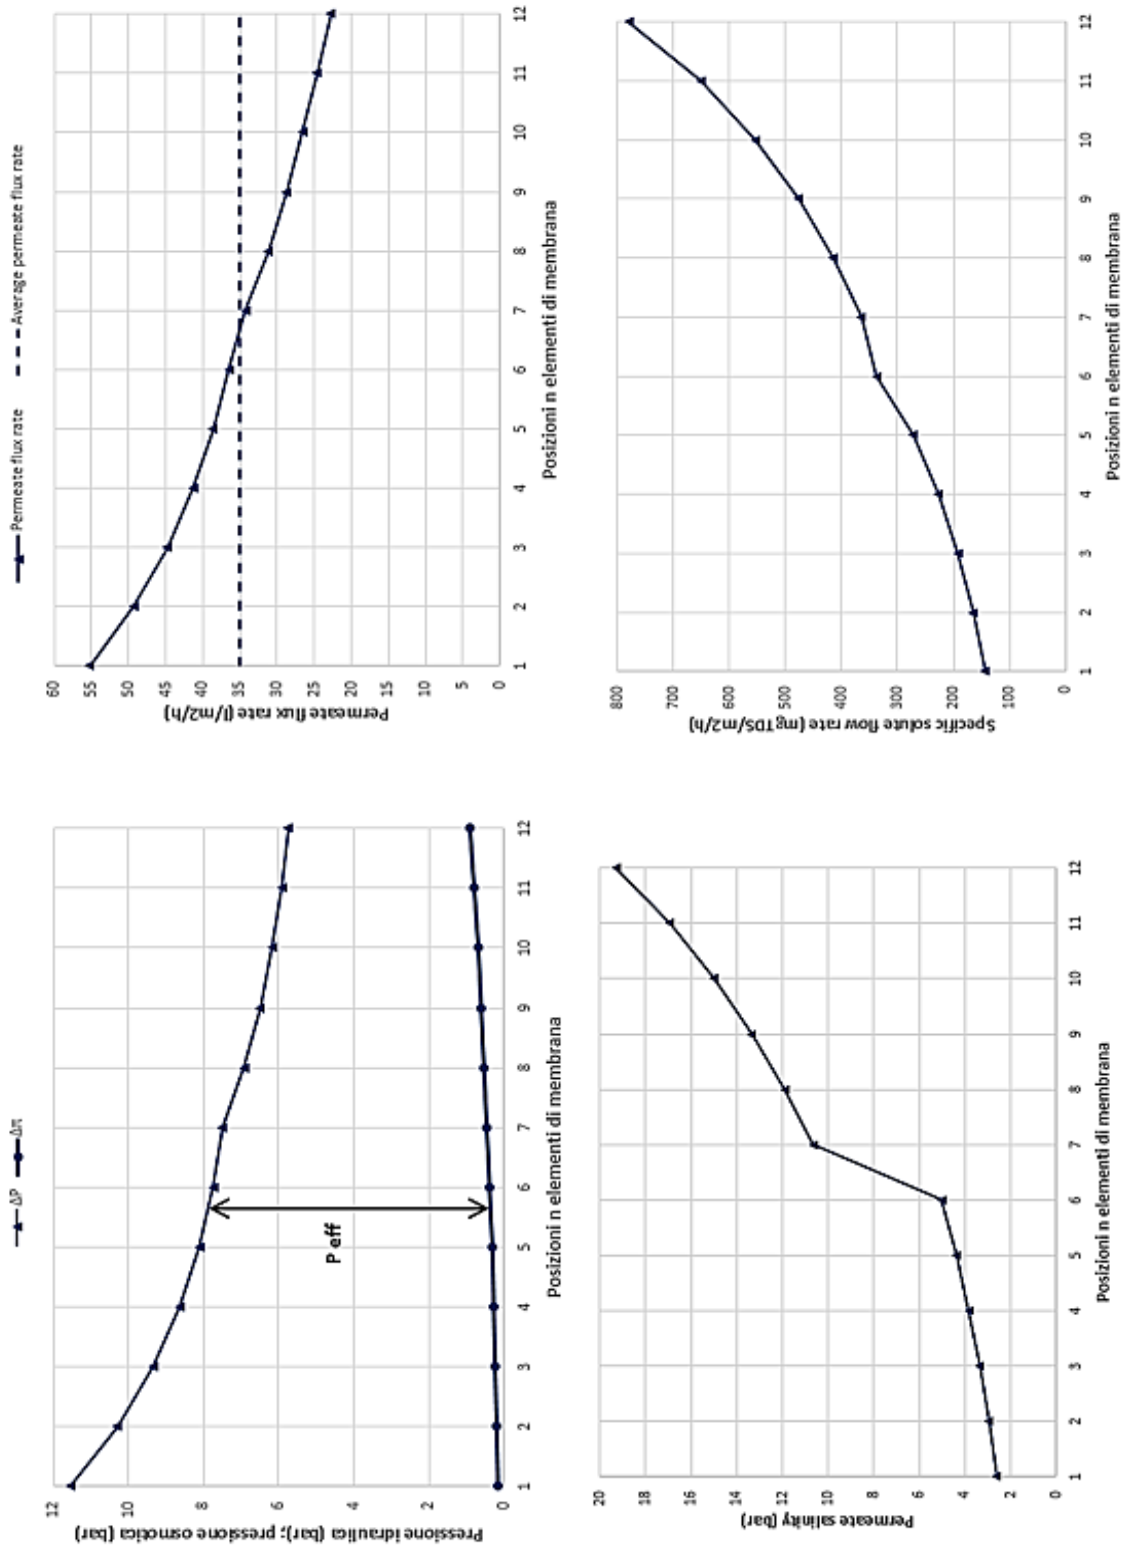 ΔP Δπ
12
10
8
6
4
2
0
Pressione idraulica (bar); pressione osmotica (bar)
P eff
1 2 3 4 5 6 7 8 9 10 11 12
Posizioni n elementi di membrana
Permeate flux rate Average permeate flux rate
60
55
50
45
40
35
30
25
20
15
10
5
0
Permeate flux rate (l/m2/h)
1 2 3 4 5 6 7 8 9 10 11 12
Posizioni n elementi di membrana
20
18
16
14
12
10
8
6
4
2
0
Permeate salinity (bar)
1 2 3 4 5 6 7 8 9 10 11 12
Posizioni n elementi di membrana
800
700
600
500
400
300
200
100
0
Specific solute flow rate (mgTDS/m2/h)
1 2 3 4 5 6 7 8 9 10 11 12
Posizioni n elementi di membrana